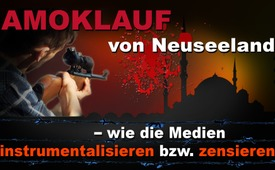 AMOKLAUF
von Neuseeland
– wie die Medien
instrumentalisieren bzw. zensieren